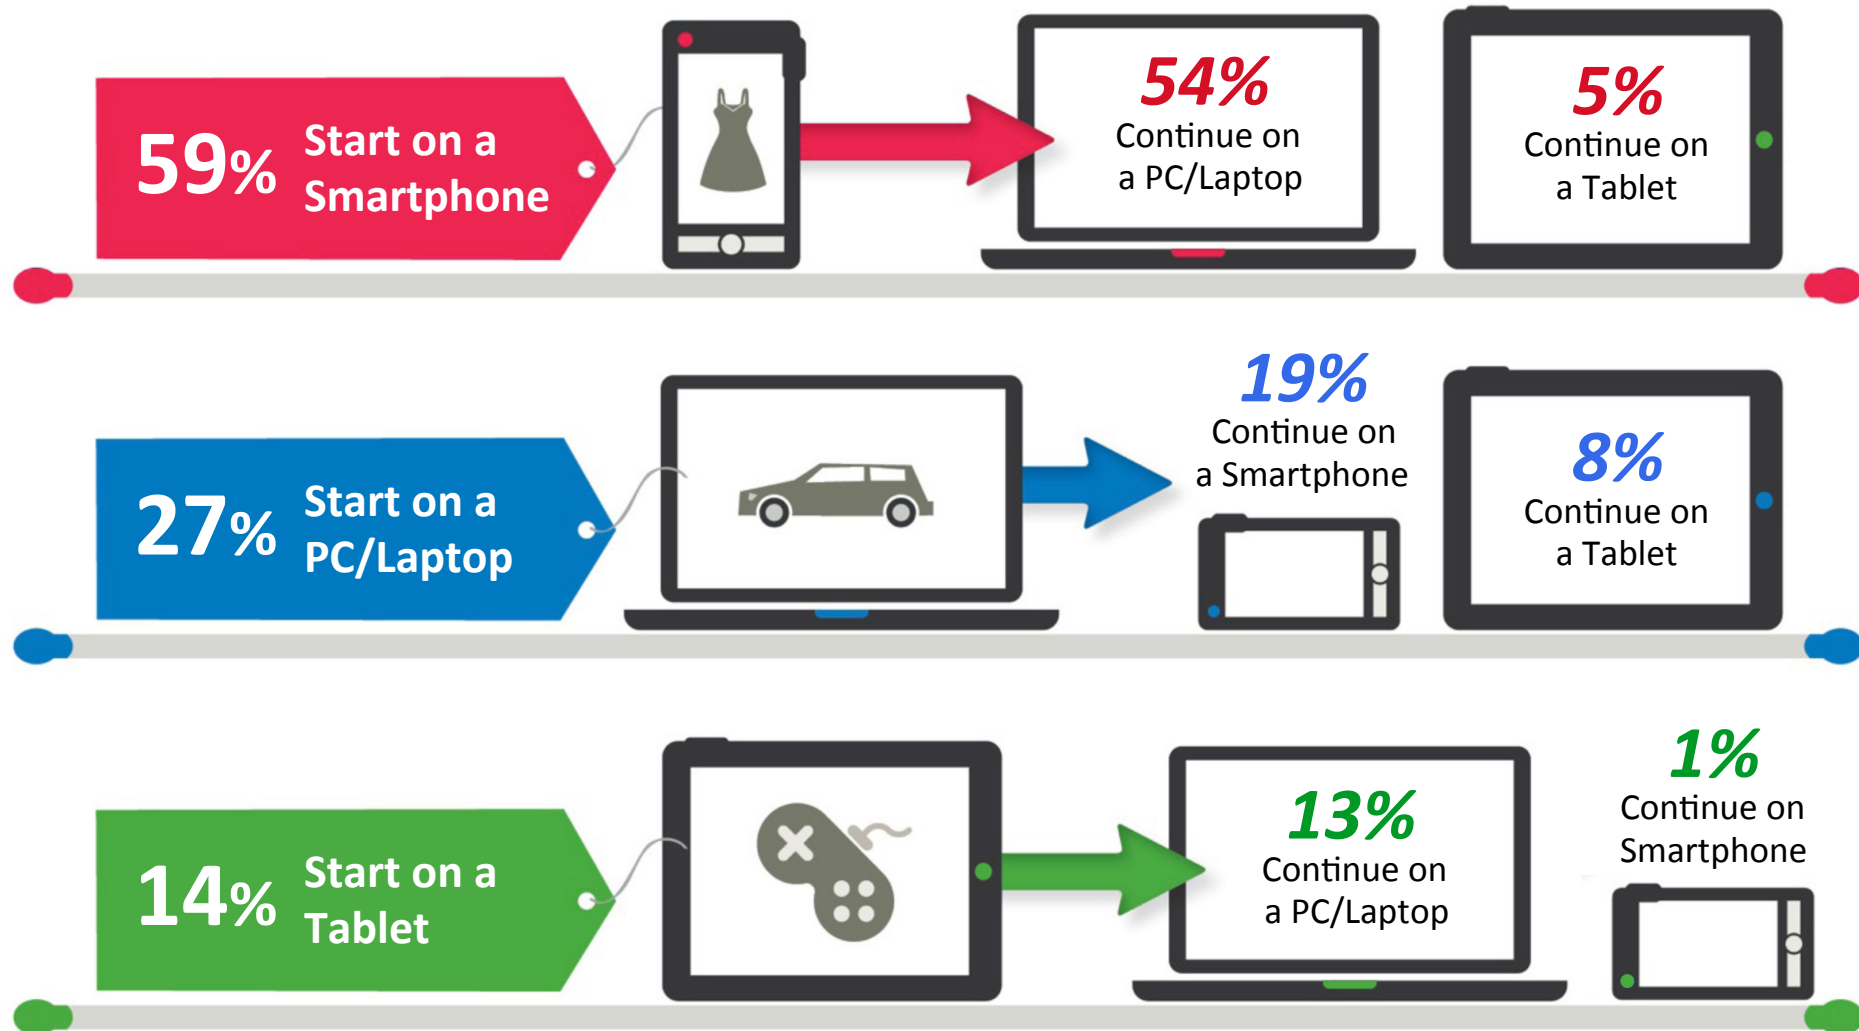 59% Start on a
Smartphone
54%
Continue on
a PC/Laptop
5%
Continue on
a Tablet
27% Start on a
PC/Laptop
19%
Continue on
a Smartphone
8%
Continue on
a Tablet
14% Start on a
Tablet
13%
Continue on
a PC/Laptop
1%
Continue on
Smartphone